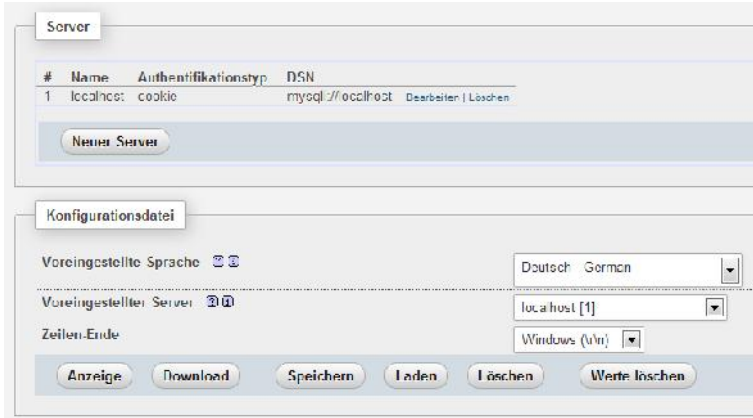 Server
# Name Authentifikationstyp DSN
1 localhost cookie mysqli://localhost Bearbeiten | Löschen
Neuer Server
Konfigurationsdatei
Voreingestellte Sprache Deutsch - German
Voreingestellter Server localhost [1]
Zeilen-Ende Windows (\r\n)
Anzeige Download Speichern Laden Löschen Werte löschen